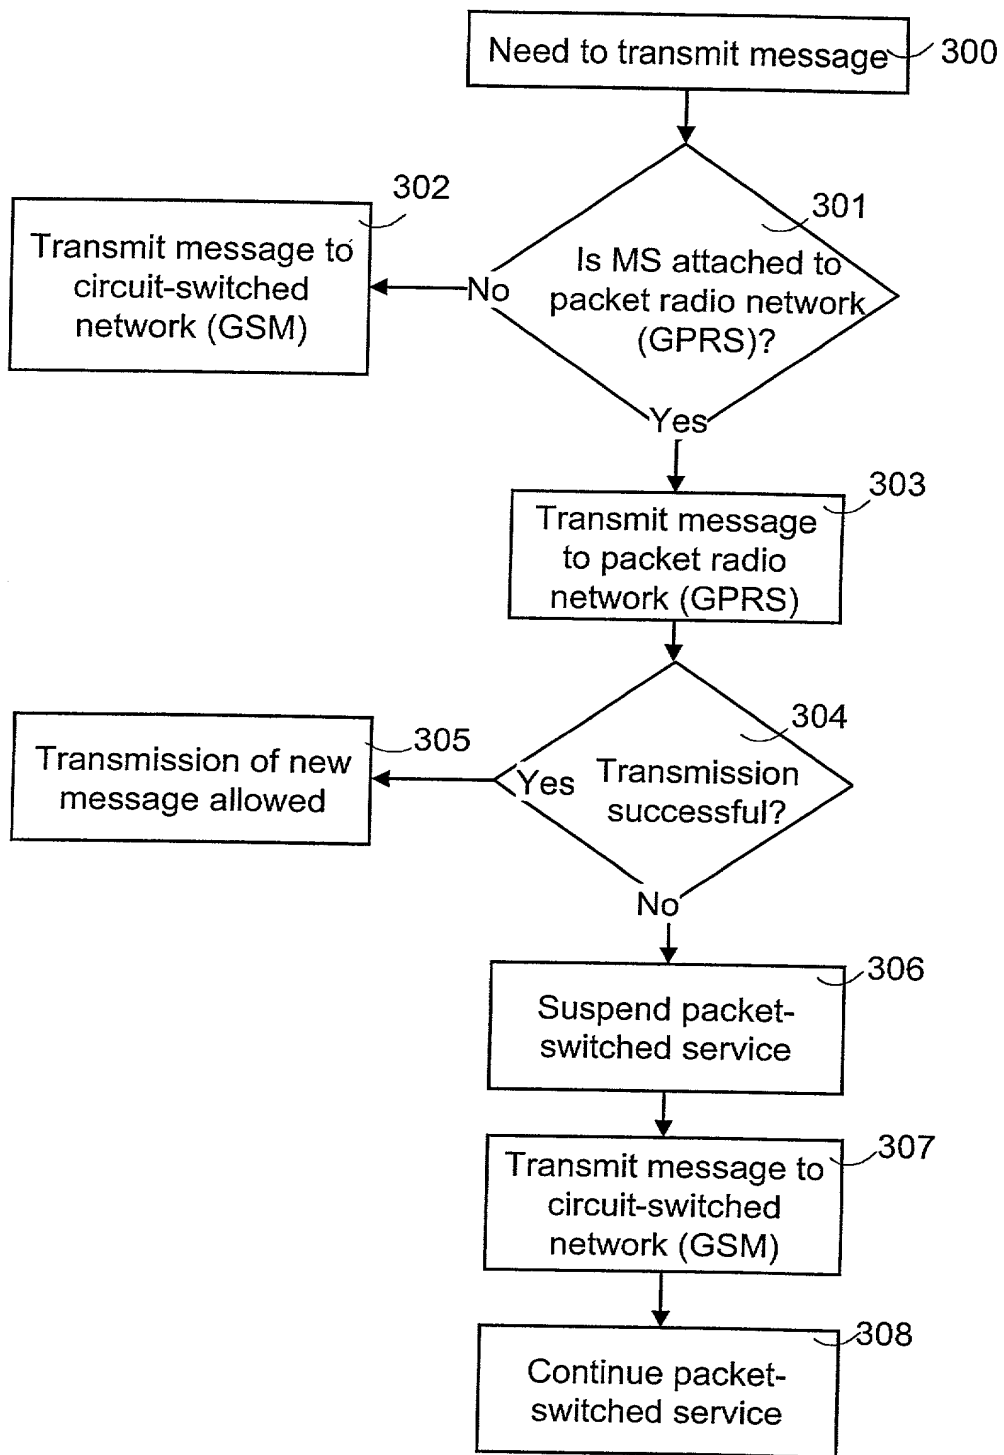 Need to transmit message
300
301
Is MS attached to
packet radio network
(GPRS)?
No
302
Transmit message to
circuit-switched
network (GSM)
Yes
303
Transmit message
to packet radio
network (GPRS)
304
Transmission
successful?
Yes
305
Transmission of new
message allowed
No
306
Suspend packet-
switched service
307
Transmit message to
circuit-switched
network (GSM)
308
Continue packet-
switched service